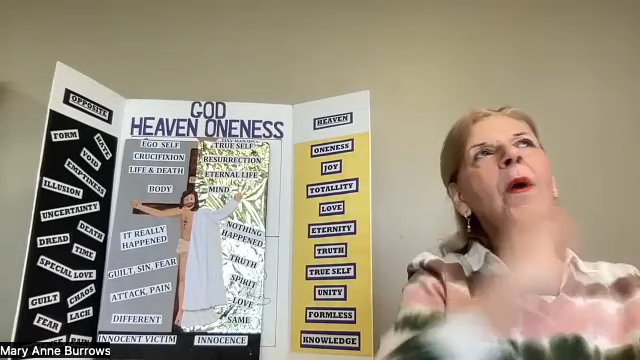 OPPOSITE
FORM
HATE
VOID
EMPTINESS
ILLUSION
UNCERTAINTY
DEATH
DREAD
TIME
SPECIAL LOVE
CHAOS
GUILT
LACK
FEAR
GOD
HEAVEN ONENESS
EGO SELF
CRUCIFIXION
LIFE & DEATH
BODY
IT REALLY
HAPPENED
GUILT, SIN, FEAR
ATTACK, PAIN
DIFFERENT
INNOCENT VICTIM
TRUE SELF
RESURRECTION
ETERNAL LIFE
MIND
NOTHING
HAPPENED
TRUTH
SPIRIT
LOVE
SAME
INNOCENCE
HEAVEN
ONENESS
JOY
TOTALLITY
LOVE
ETERNITY
TRUTH
TRUE SELF
UNITY
FORMLESS
KNOWLEDGE
Mary Anne Burrows